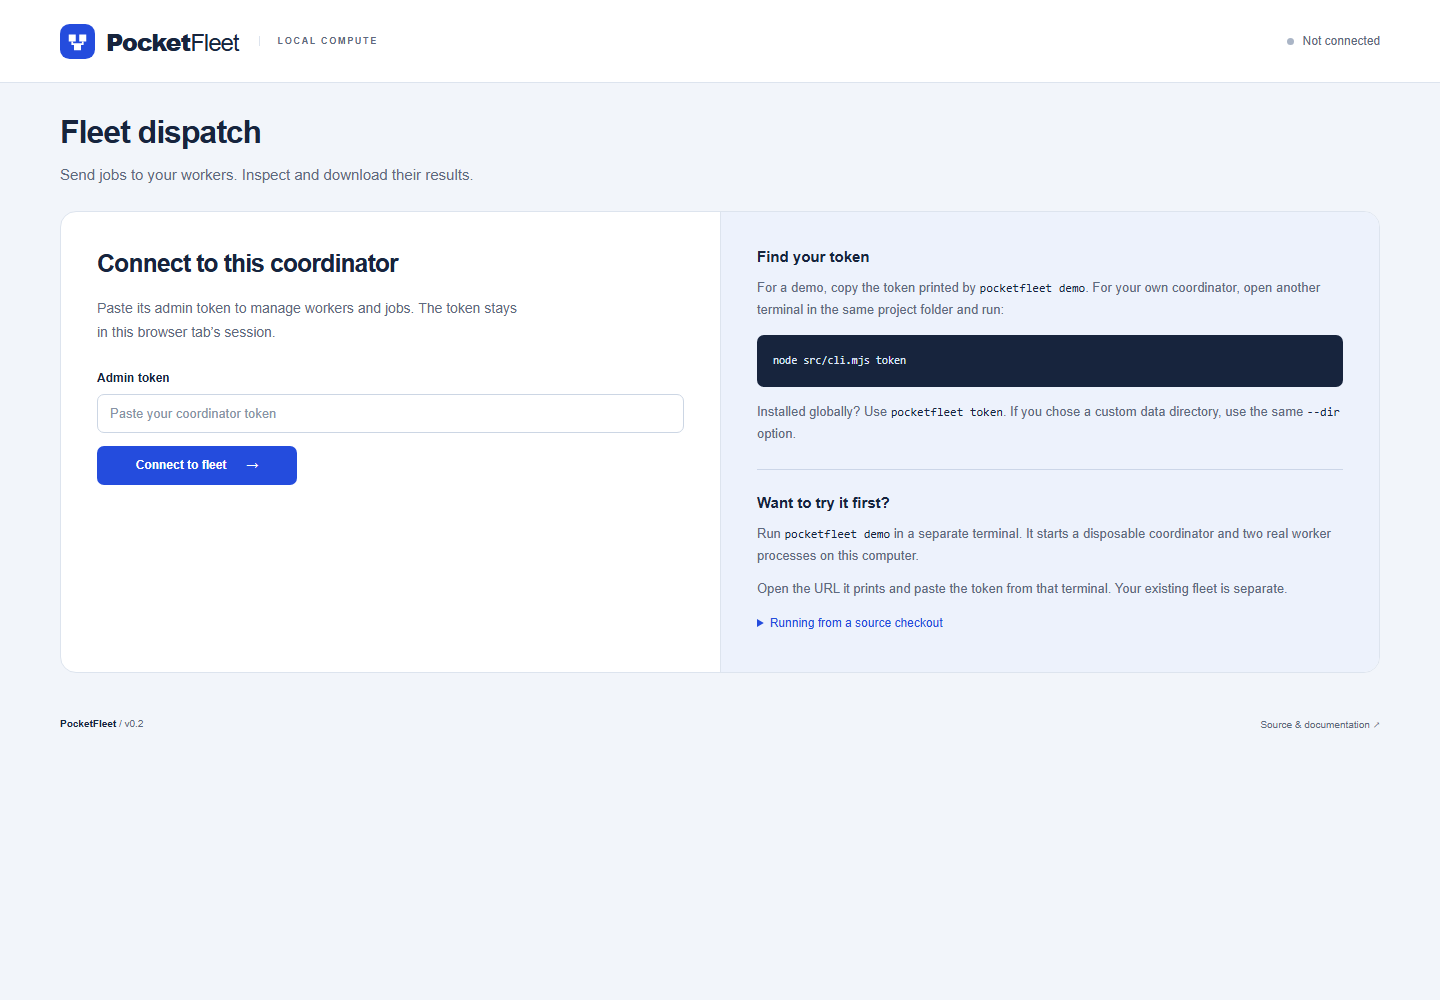 PocketFleet
LOCAL COMPUTE
Not connected
Fleet dispatch
Send jobs to your workers. Inspect and download their results.
Connect to this coordinator
Paste its admin token to manage workers and jobs. The token stays
in this browser tab’s session.
Admin token
Paste your coordinator token
Connect to fleet →
Find your token
For a demo, copy the token printed by pocketfleet demo. For your own coordinator, open another
terminal in the same project folder and run:
node src/cli.mjs token
Installed globally? Use pocketfleet token. If you chose a custom data directory, use the same --dir
option.
Want to try it first?
Run pocketfleet demo in a separate terminal. It starts a disposable coordinator and two real worker
processes on this computer.
Open the URL it prints and paste the token from that terminal. Your existing fleet is separate.
Running from a source checkout
PocketFleet / v0.2
Source & documentation ↗